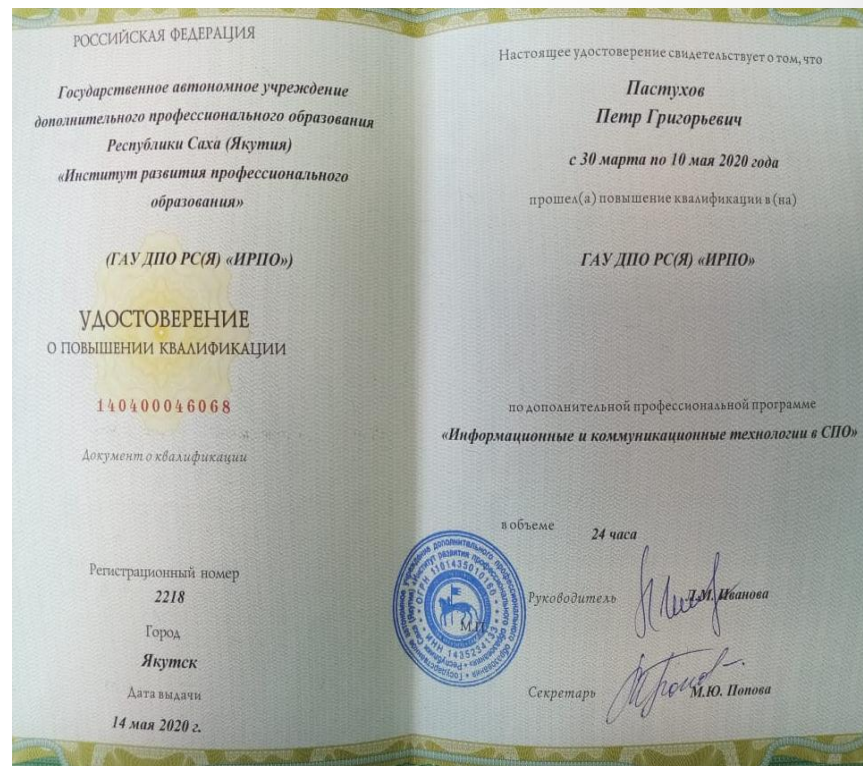 РОССИЙСКАЯ ФЕДЕРАЦИЯ
Государственное автономное учреждение
дополнительного профессионального образования
Республики Саха (Якутия)
«Институт развития профессионального
образования»
(ГАУ ДПО РС(Я) «ИРПО»)
УДОСТОВЕРЕНИЕ
О ПОВЫШЕНИИ КВАЛИФИКАЦИИ
140400046068
Документ о квалификации
Регистрационный номер
2218
Город
Якутск
Дата выдачи
14 мая 2020 г.
Настоящее удостоверение свидетельствует о том, что
Пастухов
Петр Григорьевич
с 30 марта по 10 мая 2020 года
прошел(а) повышение квалификации в (на)
ГАУ ДПО РС(Я) «ИРПО»
по дополнительной профессиональной программе
«Информационные и коммуникационные технологии в СПО»
в объеме
24 часа
Руководитель
Л.М. Иванова
М.П.
Секретарь
М.Ю. Попова